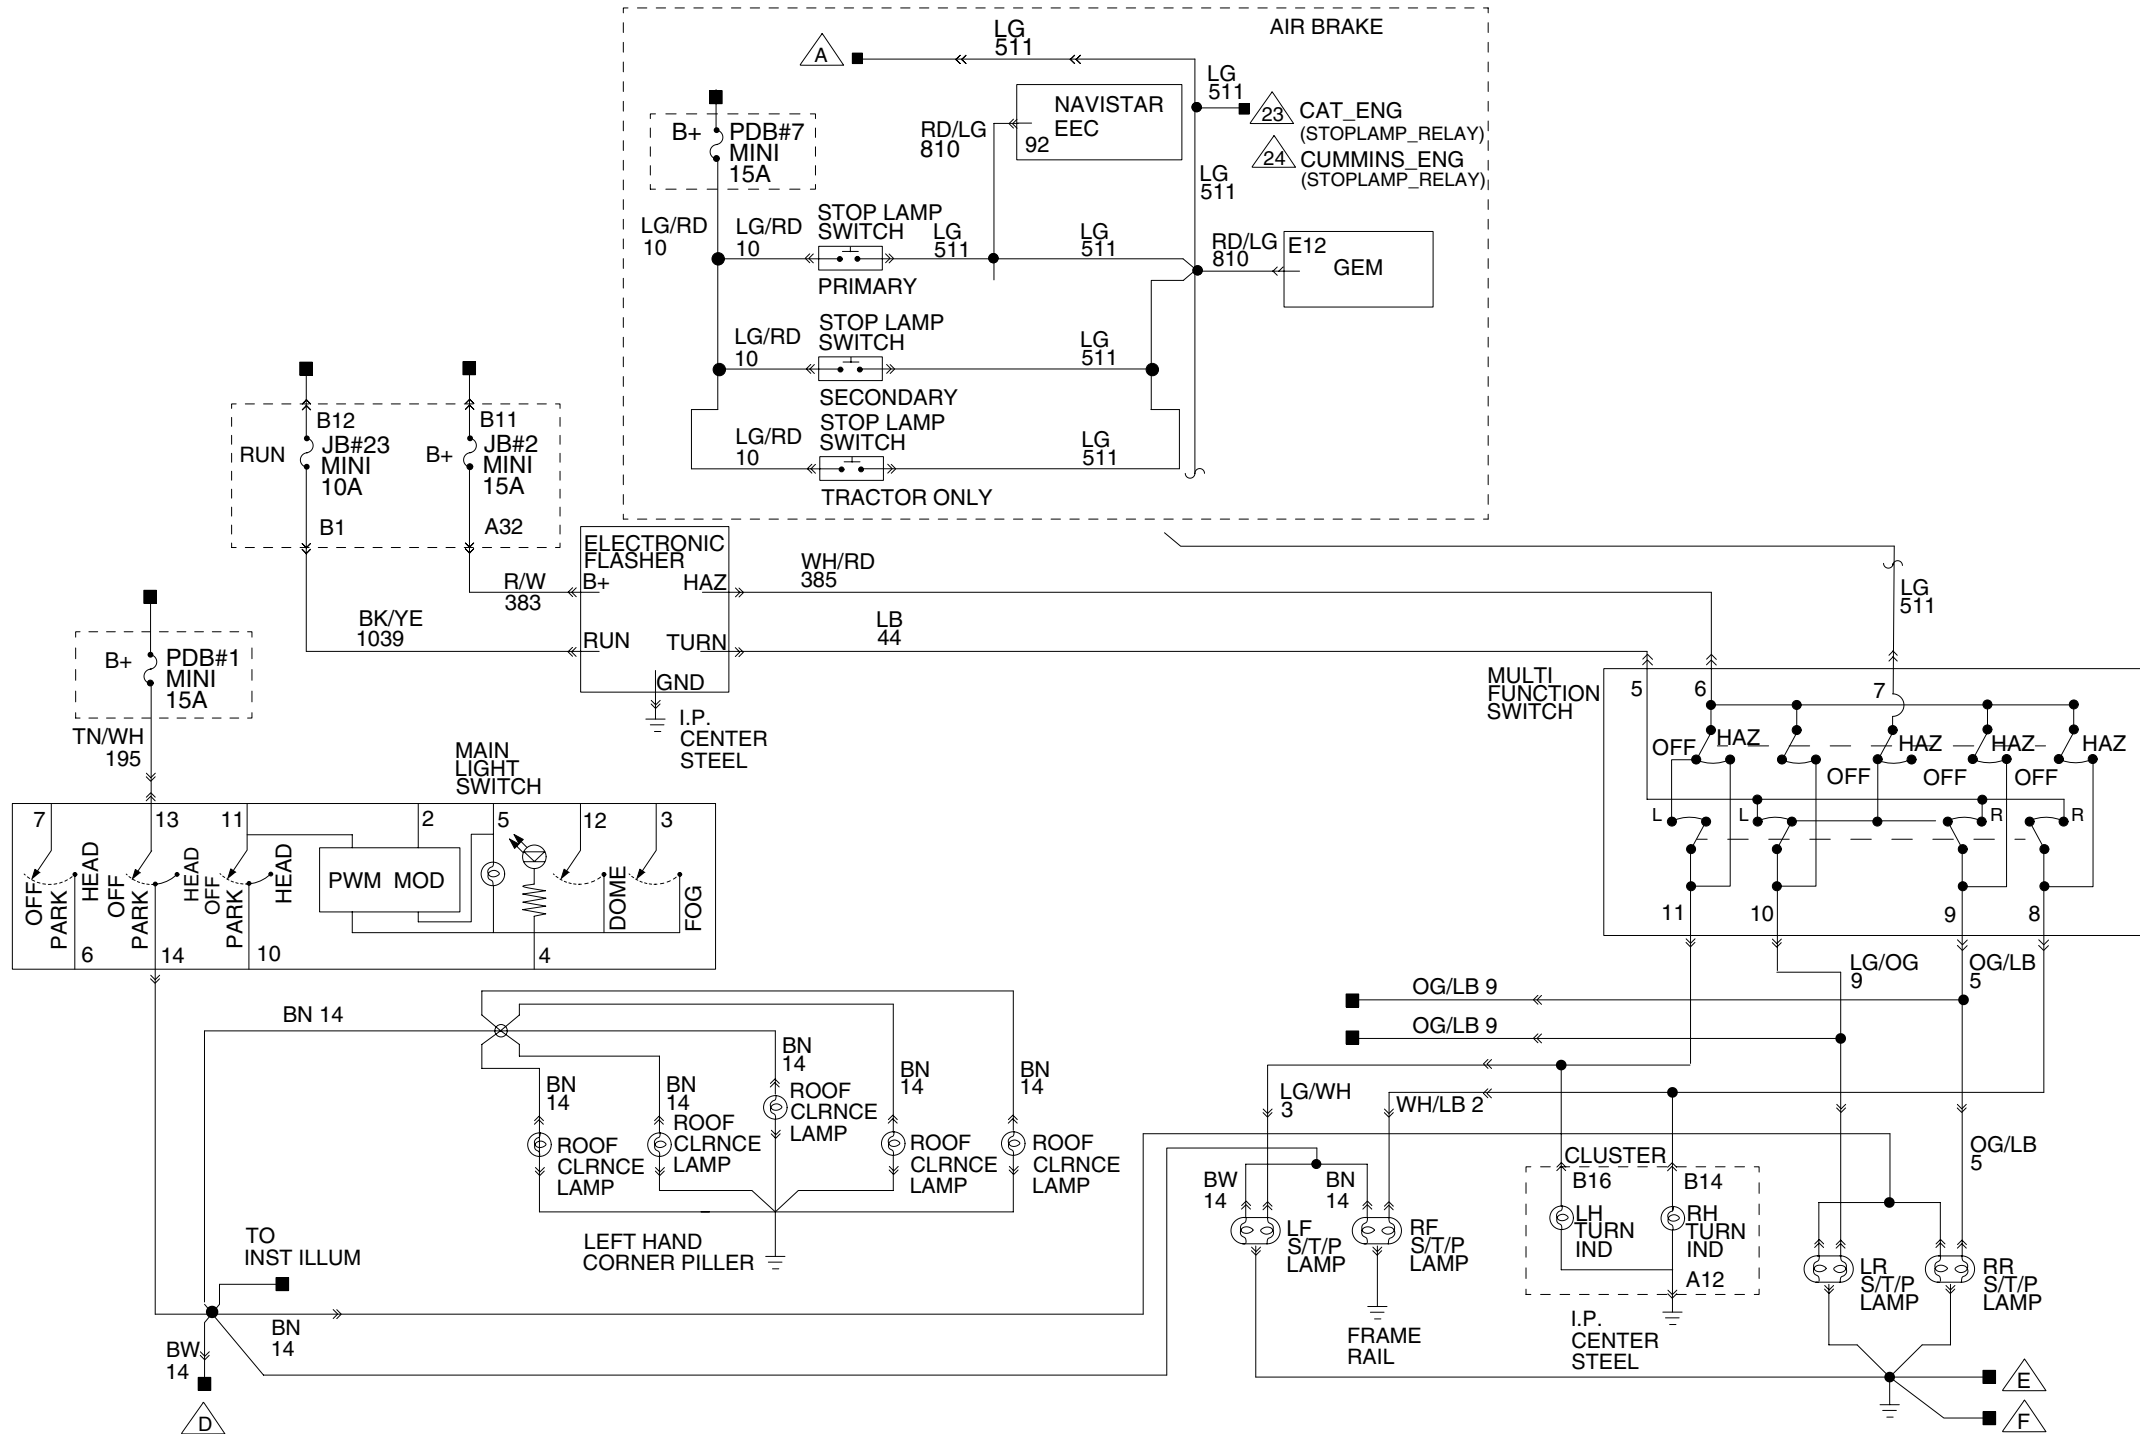 AIR BRAKE
LG
511
A
LG
511
23
CAT_ENG
(STOPLAMP_RELAY)
24
CUMMINS_ENG
(STOPLAMP_RELAY)
NAVISTAR
EEC
92
RD/LG
810
B+
PDB#7
MINI
15A
LG
511
LG/RD
10
LG/RD
10
STOP LAMP
SWITCH
PRIMARY
LG
511
LG
511
RD/LG
810
E12
GEM
LG/RD
10
STOP LAMP
SWITCH
SECONDARY
LG
511
LG/RD
10
STOP LAMP
SWITCH
TRACTOR ONLY
LG
511
RUN
B12
JB#23
MINI
10A
B1
B+
B11
JB#2
MINI
15A
A32
ELECTRONIC
FLASHER
B+
HAZ
RUN
TURN
GND
I.P.
CENTER
STEEL
R/W
383
BK/YE
1039
WH/RD
385
LB
44
LG
511
B+
PDB#1
MINI
15A
TN/WH
195
MAIN
LIGHT
SWITCH
7
13
11
2
5
12
3
OFF
PARK
HEAD
OFF
PARK
HEAD
OFF
PARK
HEAD
PWM MOD
DOME
FOG
6
14
10
4
MULTI
FUNCTION
SWITCH
5
6
7
OFF
HAZ
OFF
HAZ
OFF
HAZ
OFF
HAZ
L
L
R
R
11
10
9
8
LG/OG
9
OG/LB
5
OG/LB 9
OG/LB 9
BN 14
BN
14
ROOF
CLRNCE
LAMP
BN
14
ROOF
CLRNCE
LAMP
BN
14
ROOF
CLRNCE
LAMP
BN
14
ROOF
CLRNCE
LAMP
BN
14
ROOF
CLRNCE
LAMP
LEFT HAND
CORNER PILLER
TO
INST ILLUM
BN
14
BW
14
D
LG/WH
3
WH/LB 2
BW
14
BN
14
LF
S/T/P
LAMP
RF
S/T/P
LAMP
FRAME
RAIL
CLUSTER
B16
B14
LH
TURN
IND
RH
TURN
IND
A12
I.P.
CENTER
STEEL
OG/LB
5
LR
S/T/P
LAMP
RR
S/T/P
LAMP
E
F